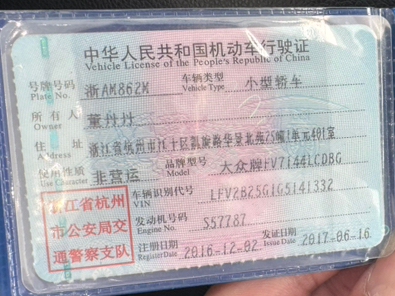 中华人民共和国机动车行驶证
Vehicle License of the People's Republic of China
号牌号码 浙AM862M 车辆类型 小型轿车
Plate No. Vehicle Type
所有人 董丹丹
Owner
住址 浙江省杭州市江干区凯旋路华景北苑25幢1单元401室
Address
使用性质 非营运 品牌型号 大众牌FV7144LCDBG
Use Character Model
车辆识别代号 LFV2B25G1G5141332
VIN
浙江省杭州
市公安局交
通警察支队
发动机号码 S57787
Engine No.
注册日期 2016-12-02 发证日期 2017-06-16
Register Date Issue Date